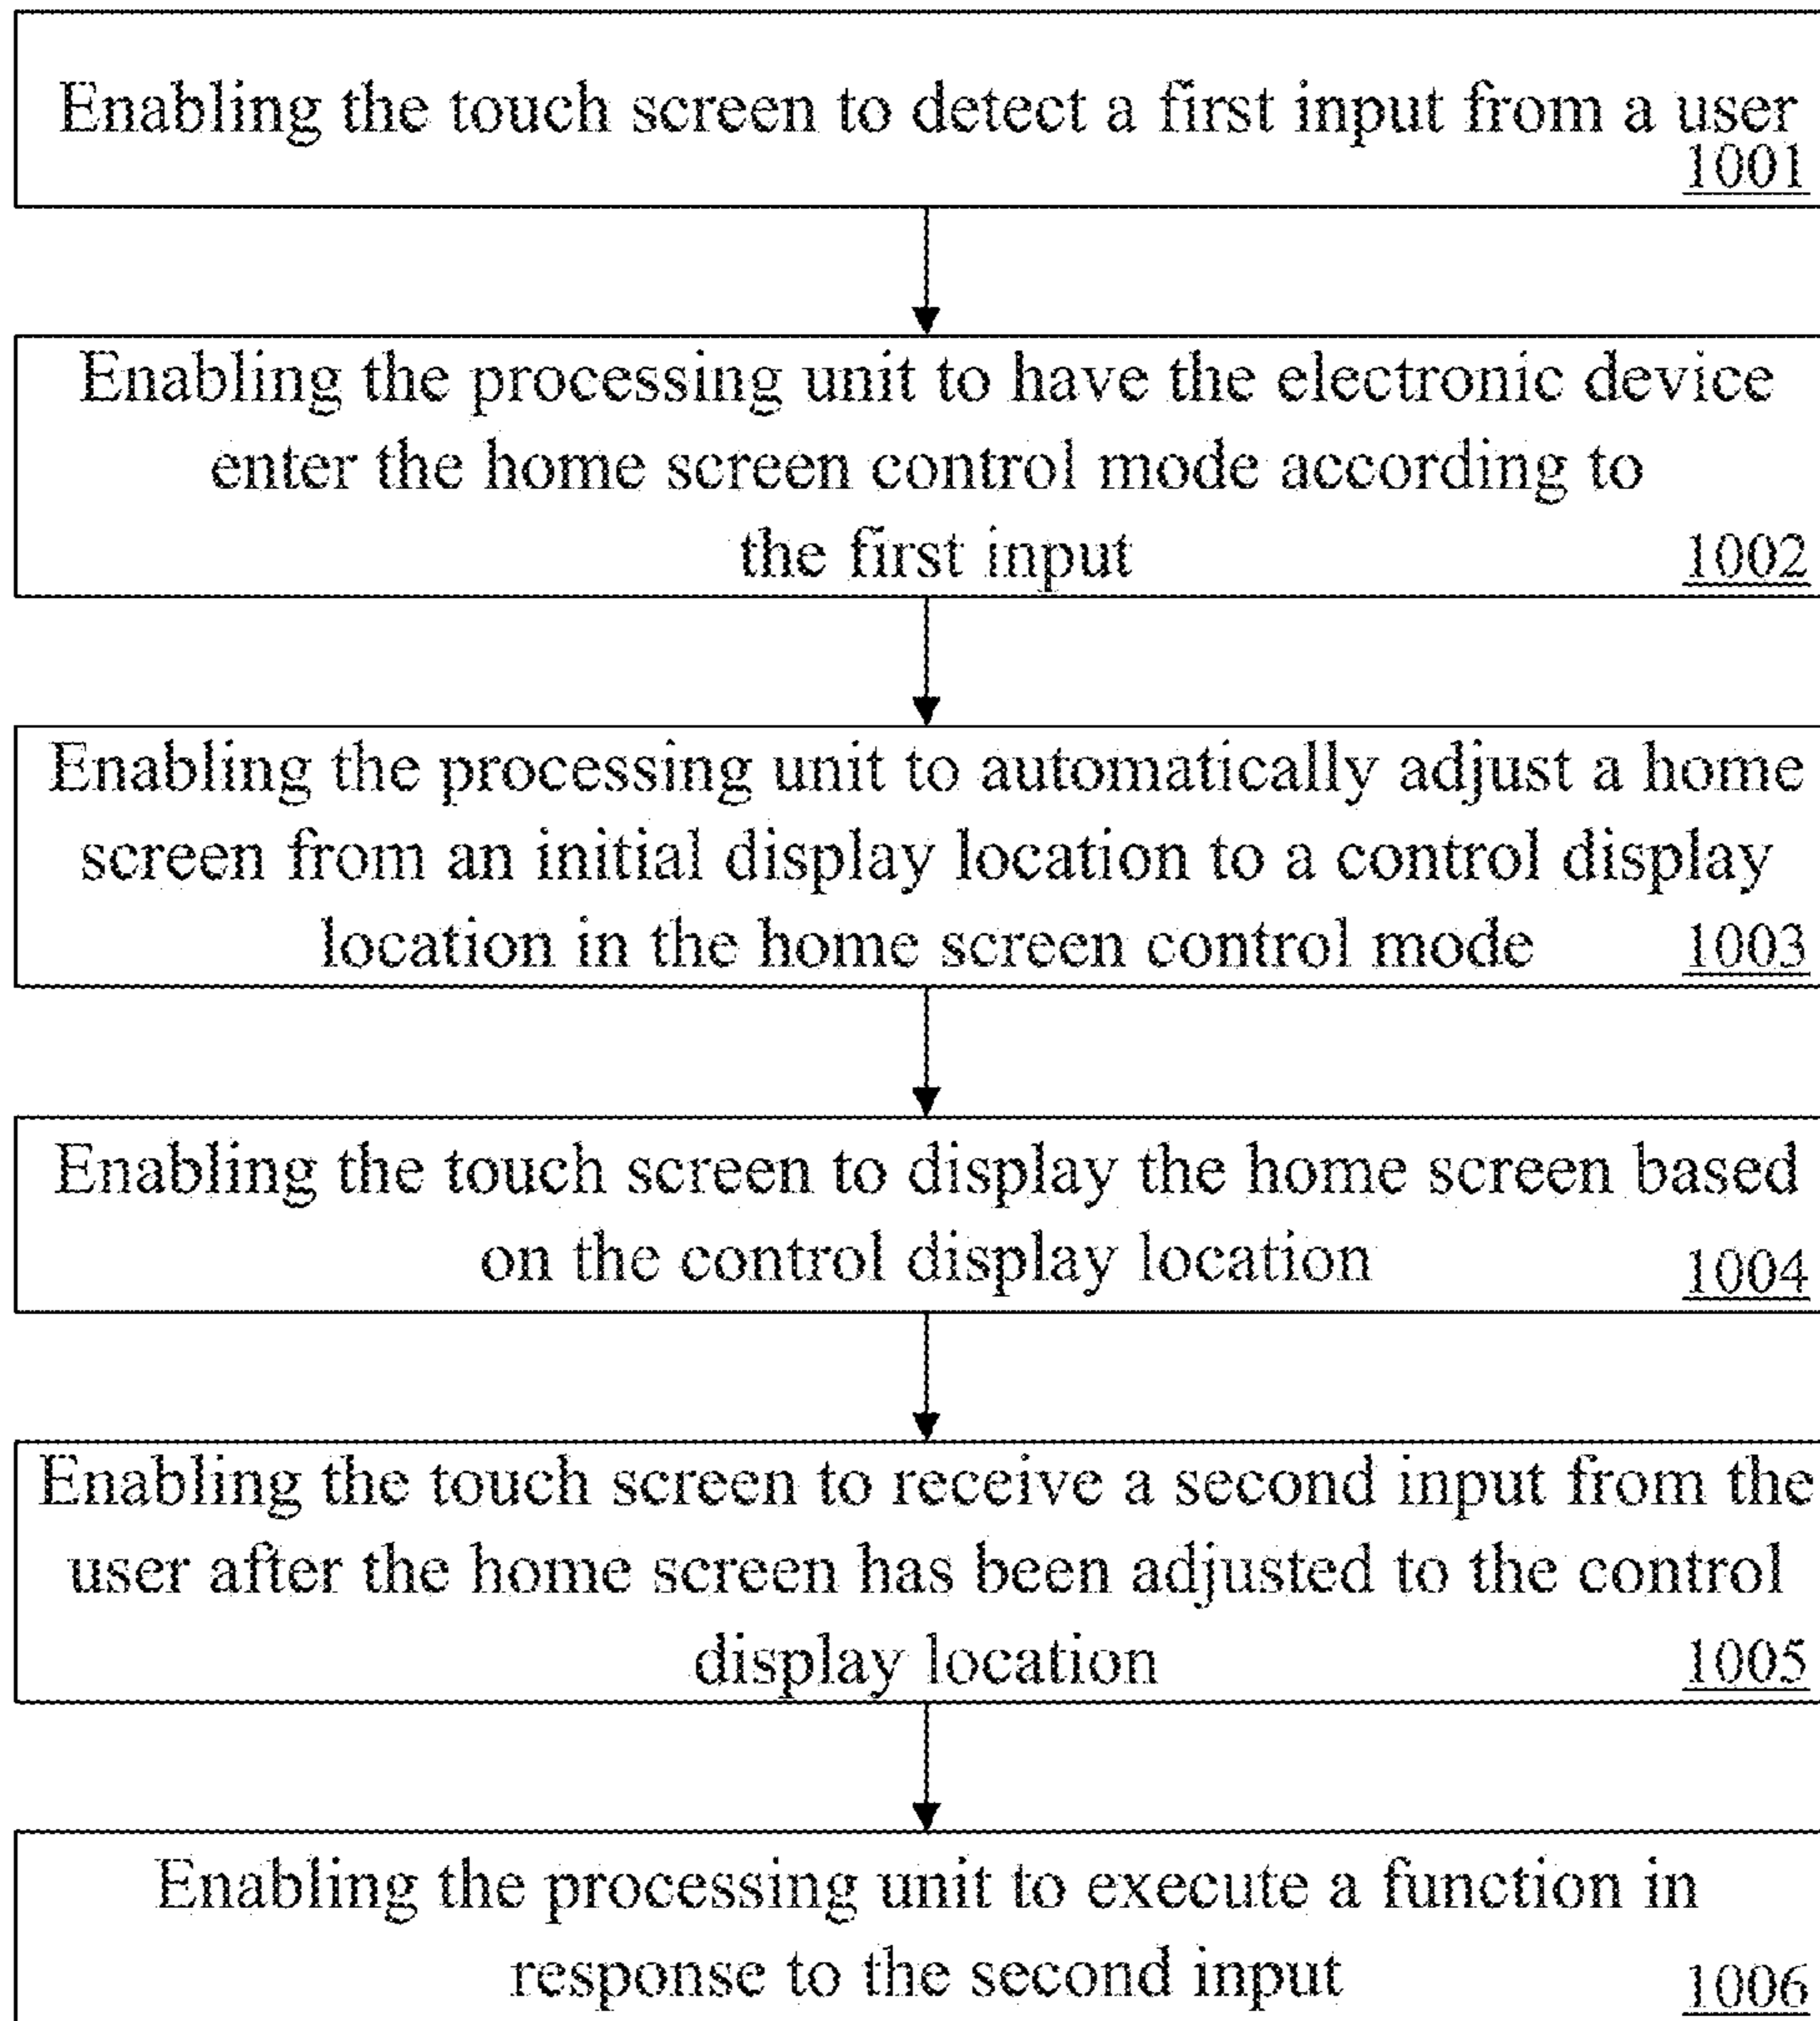 Enabling the touch screen to detect a first input from a user
1001
Enabling the processing unit to have the electronic device
enter the home screen control mode according to
the first input 1002
Enabling the processing unit to automatically adjust a home
screen from an initial display location to a control display
location in the home screen control mode 1003
Enabling the touch screen to display the home screen based
on the control display location 1004
Enabling the touch screen to receive a second input from the
user after the home screen has been adjusted to the control
display location 1005
Enabling the processing unit to execute a function in
response to the second input 1006